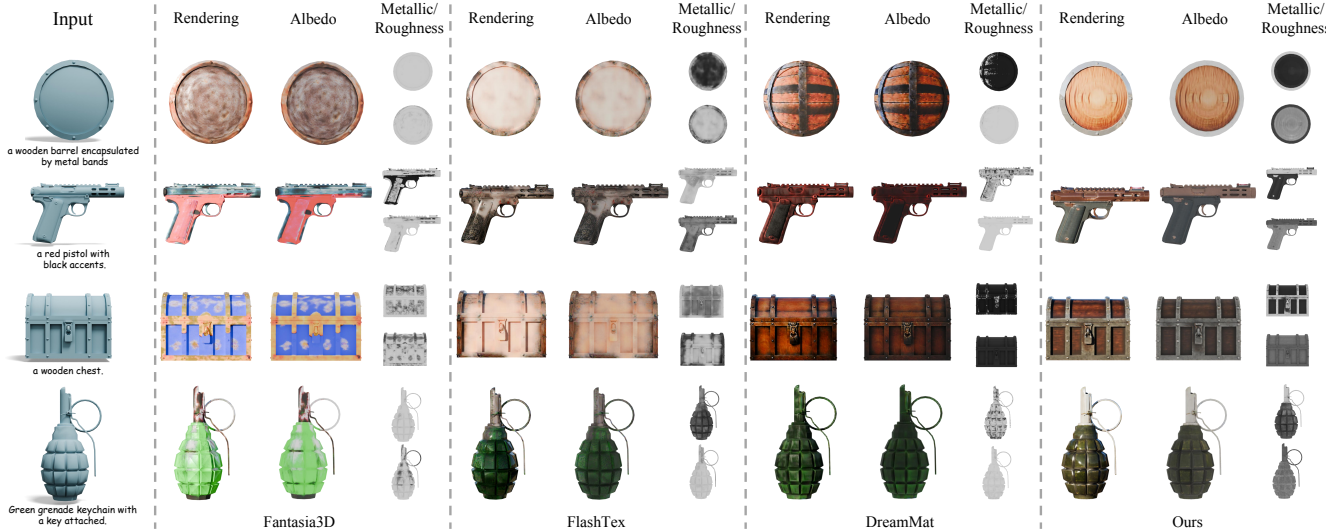 Input
Rendering
Albedo
Metallic/
Roughness
Rendering
Albedo
Metallic/
Roughness
Rendering
Albedo
Metallic/
Roughness
Rendering
Albedo
Metallic/
Roughness
a wooden barrel encapsulated
by metal bands
a red pistol with
black accents.
a wooden chest.
Green grenade keychain with
a key attached.
Fantasia3D
FlashTex
DreamMat
Ours